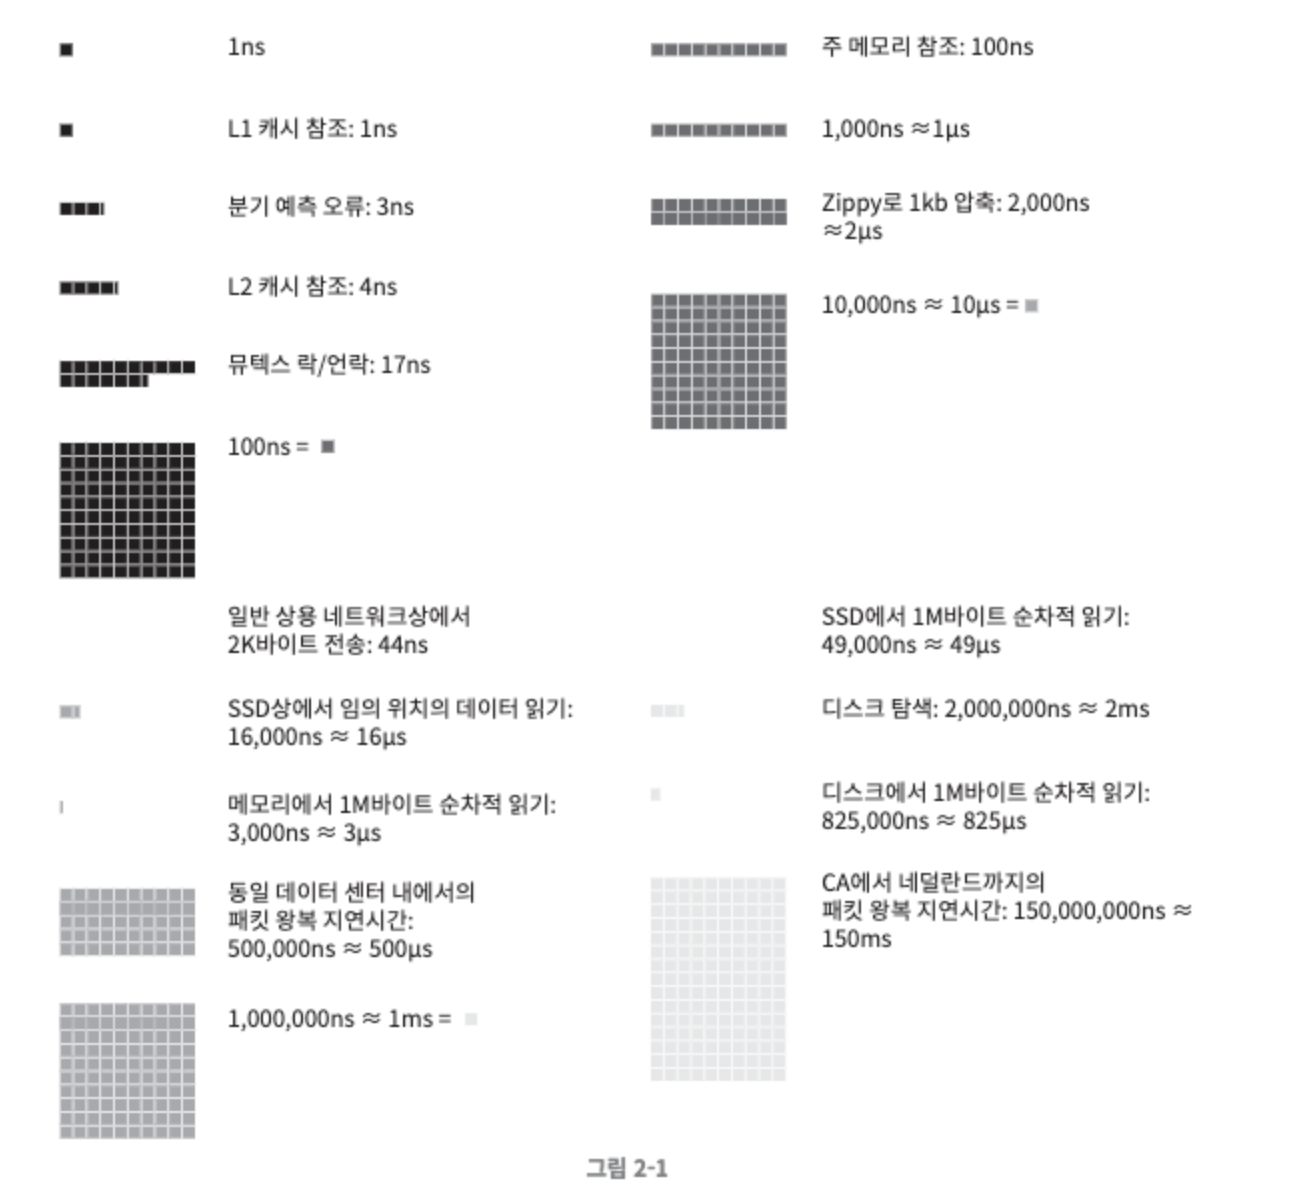 1ns
L1 캐시 참조: 1ns
분기 예측 오류: 3ns
L2 캐시 참조: 4ns
뮤텍스 락/언락: 17ns
100ns =
주 메모리 참조: 100ns
1,000ns ≈1µs
Zippy로 1kb 압축: 2,000ns
≈2µs
10,000ns ≈ 10µs =
일반 상용 네트워크상에서
2K바이트 전송: 44ns
SSD상에서 임의 위치의 데이터 읽기:
16,000ns ≈ 16µs
메모리에서 1M바이트 순차적 읽기:
3,000ns ≈ 3µs
동일 데이터 센터 내에서의
패킷 왕복 지연시간:
500,000ns ≈ 500µs
1,000,000ns ≈ 1ms =
SSD에서 1M바이트 순차적 읽기:
49,000ns ≈ 49µs
디스크 탐색: 2,000,000ns ≈ 2ms
디스크에서 1M바이트 순차적 읽기:
825,000ns ≈ 825µs
CA에서 네덜란드까지의
패킷 왕복 지연시간: 150,000,000ns ≈
150ms
그림 2-1